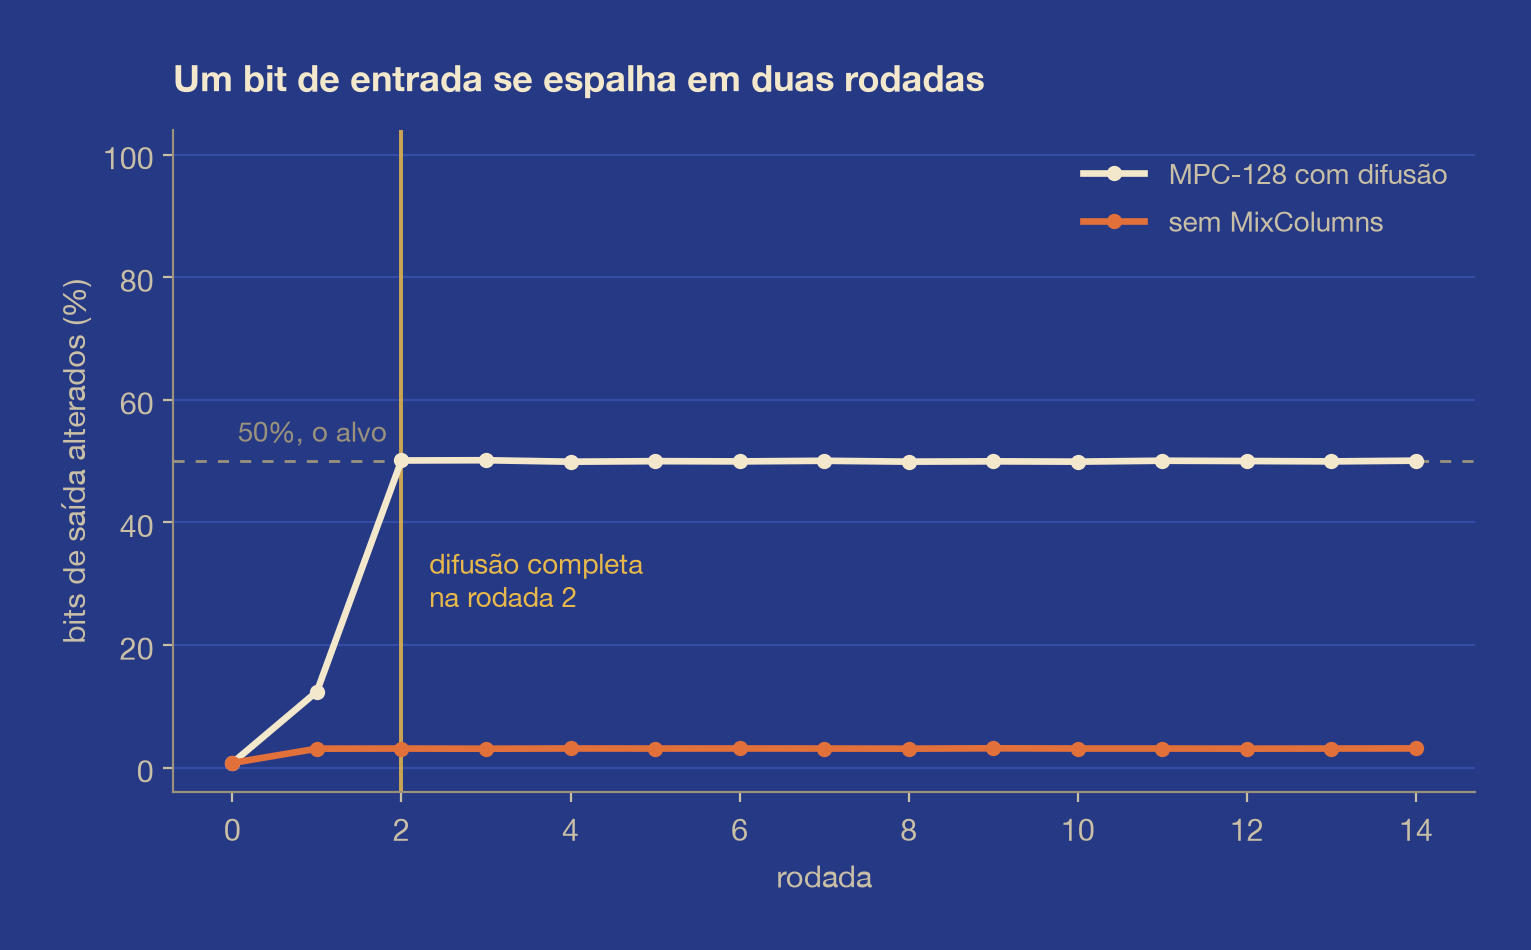 Um bit de entrada se espalha em duas rodadas
MPC-128 com difusão
sem MixColumns
bits de saída alterados (%)
100
80
60
40
20
0
50%, o alvo
difusão completa
na rodada 2
0 2 4 6 8 10 12 14
rodada